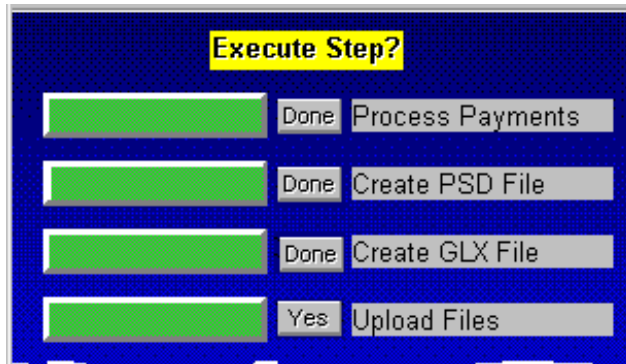 Execute Step?
Done Process Payments
Done Create PSD File
Done Create GLX File
Yes Upload Files